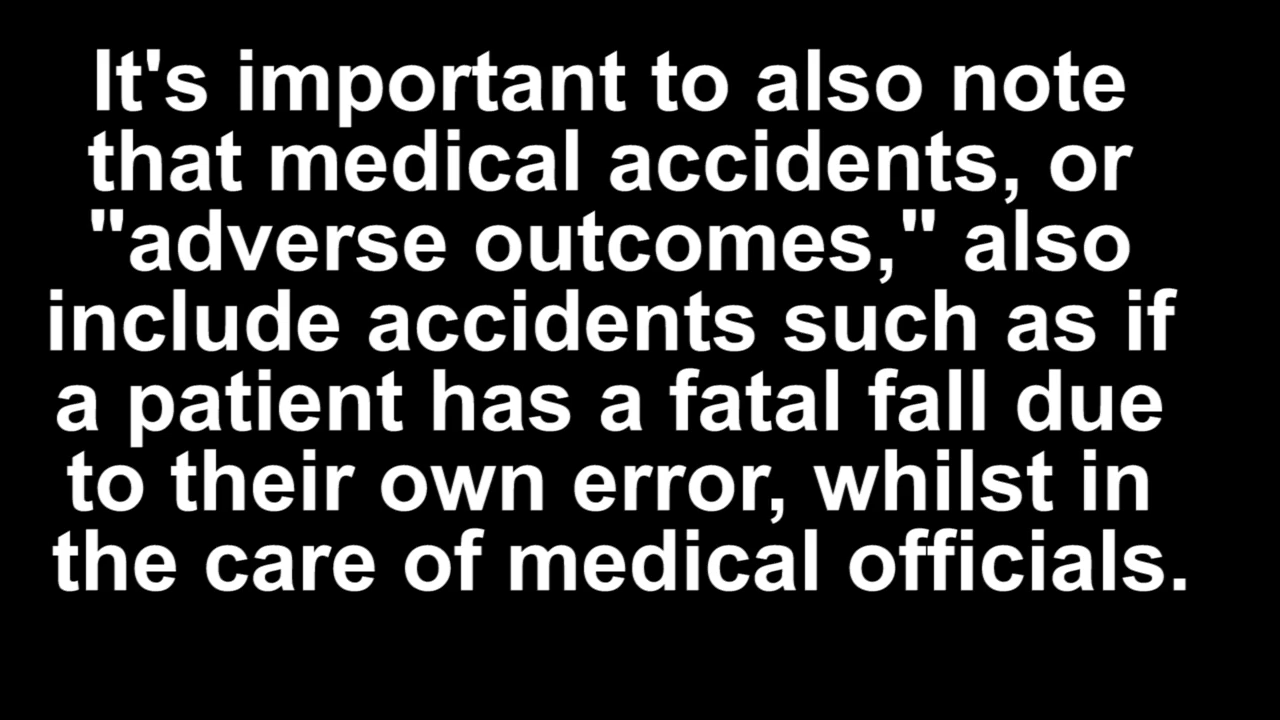 It's important to also note
that medical accidents, or
"adverse outcomes," also
include accidents such as if
a patient has a fatal fall due
to their own error, whilst in
the care of medical officials.